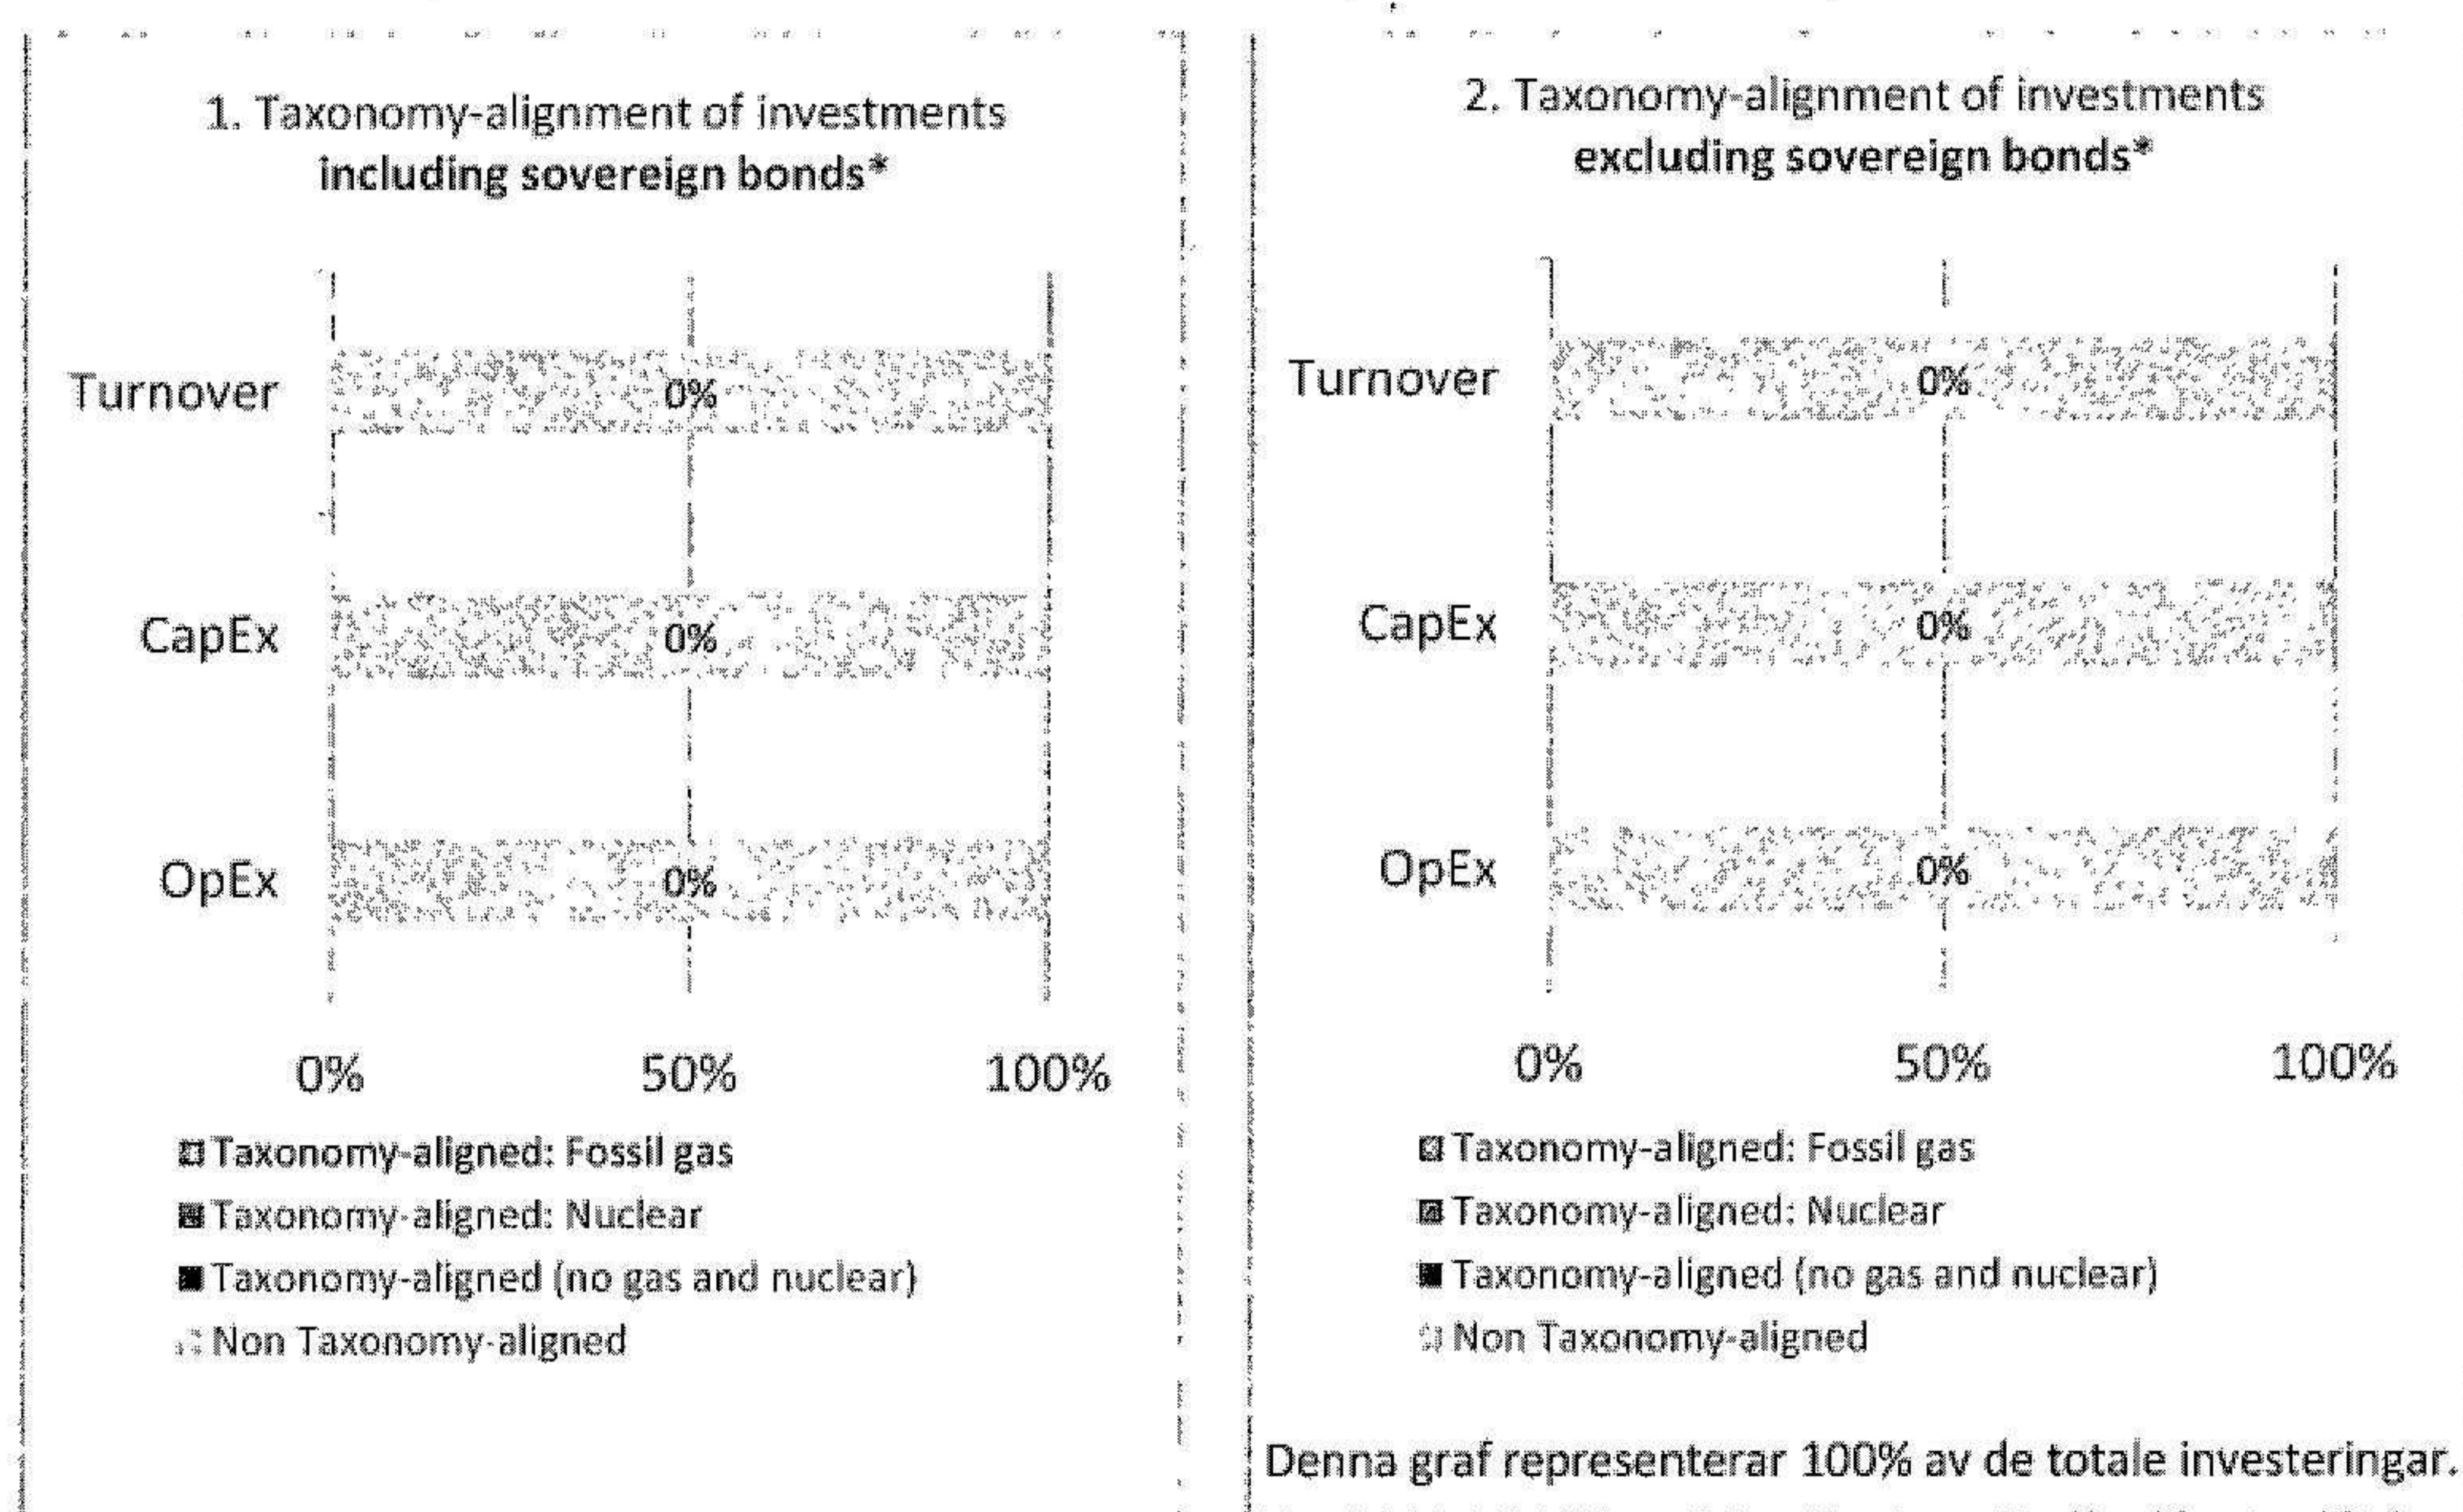 1. Taxonomy-alignment of investments
including sovereign bonds*
Turnover
0%
CapEx
0%
OpEx
0%
0% 50% 100%
Taxonomy-aligned: Fossil gas
Taxonomy-aligned: Nuclear
Taxonomy-aligned (no gas and nuclear)
Non Taxonomy-aligned
2. Taxonomy-alignment of investments
excluding sovereign bonds*
Turnover
0%
CapEx
0%
OpEx
0%
0% 50% 100%
Taxonomy-aligned: Fossil gas
Taxonomy-aligned: Nuclear
Taxonomy-aligned (no gas and nuclear)
Non Taxonomy-aligned
Denna graf representerar 100% av de totale investeringar.